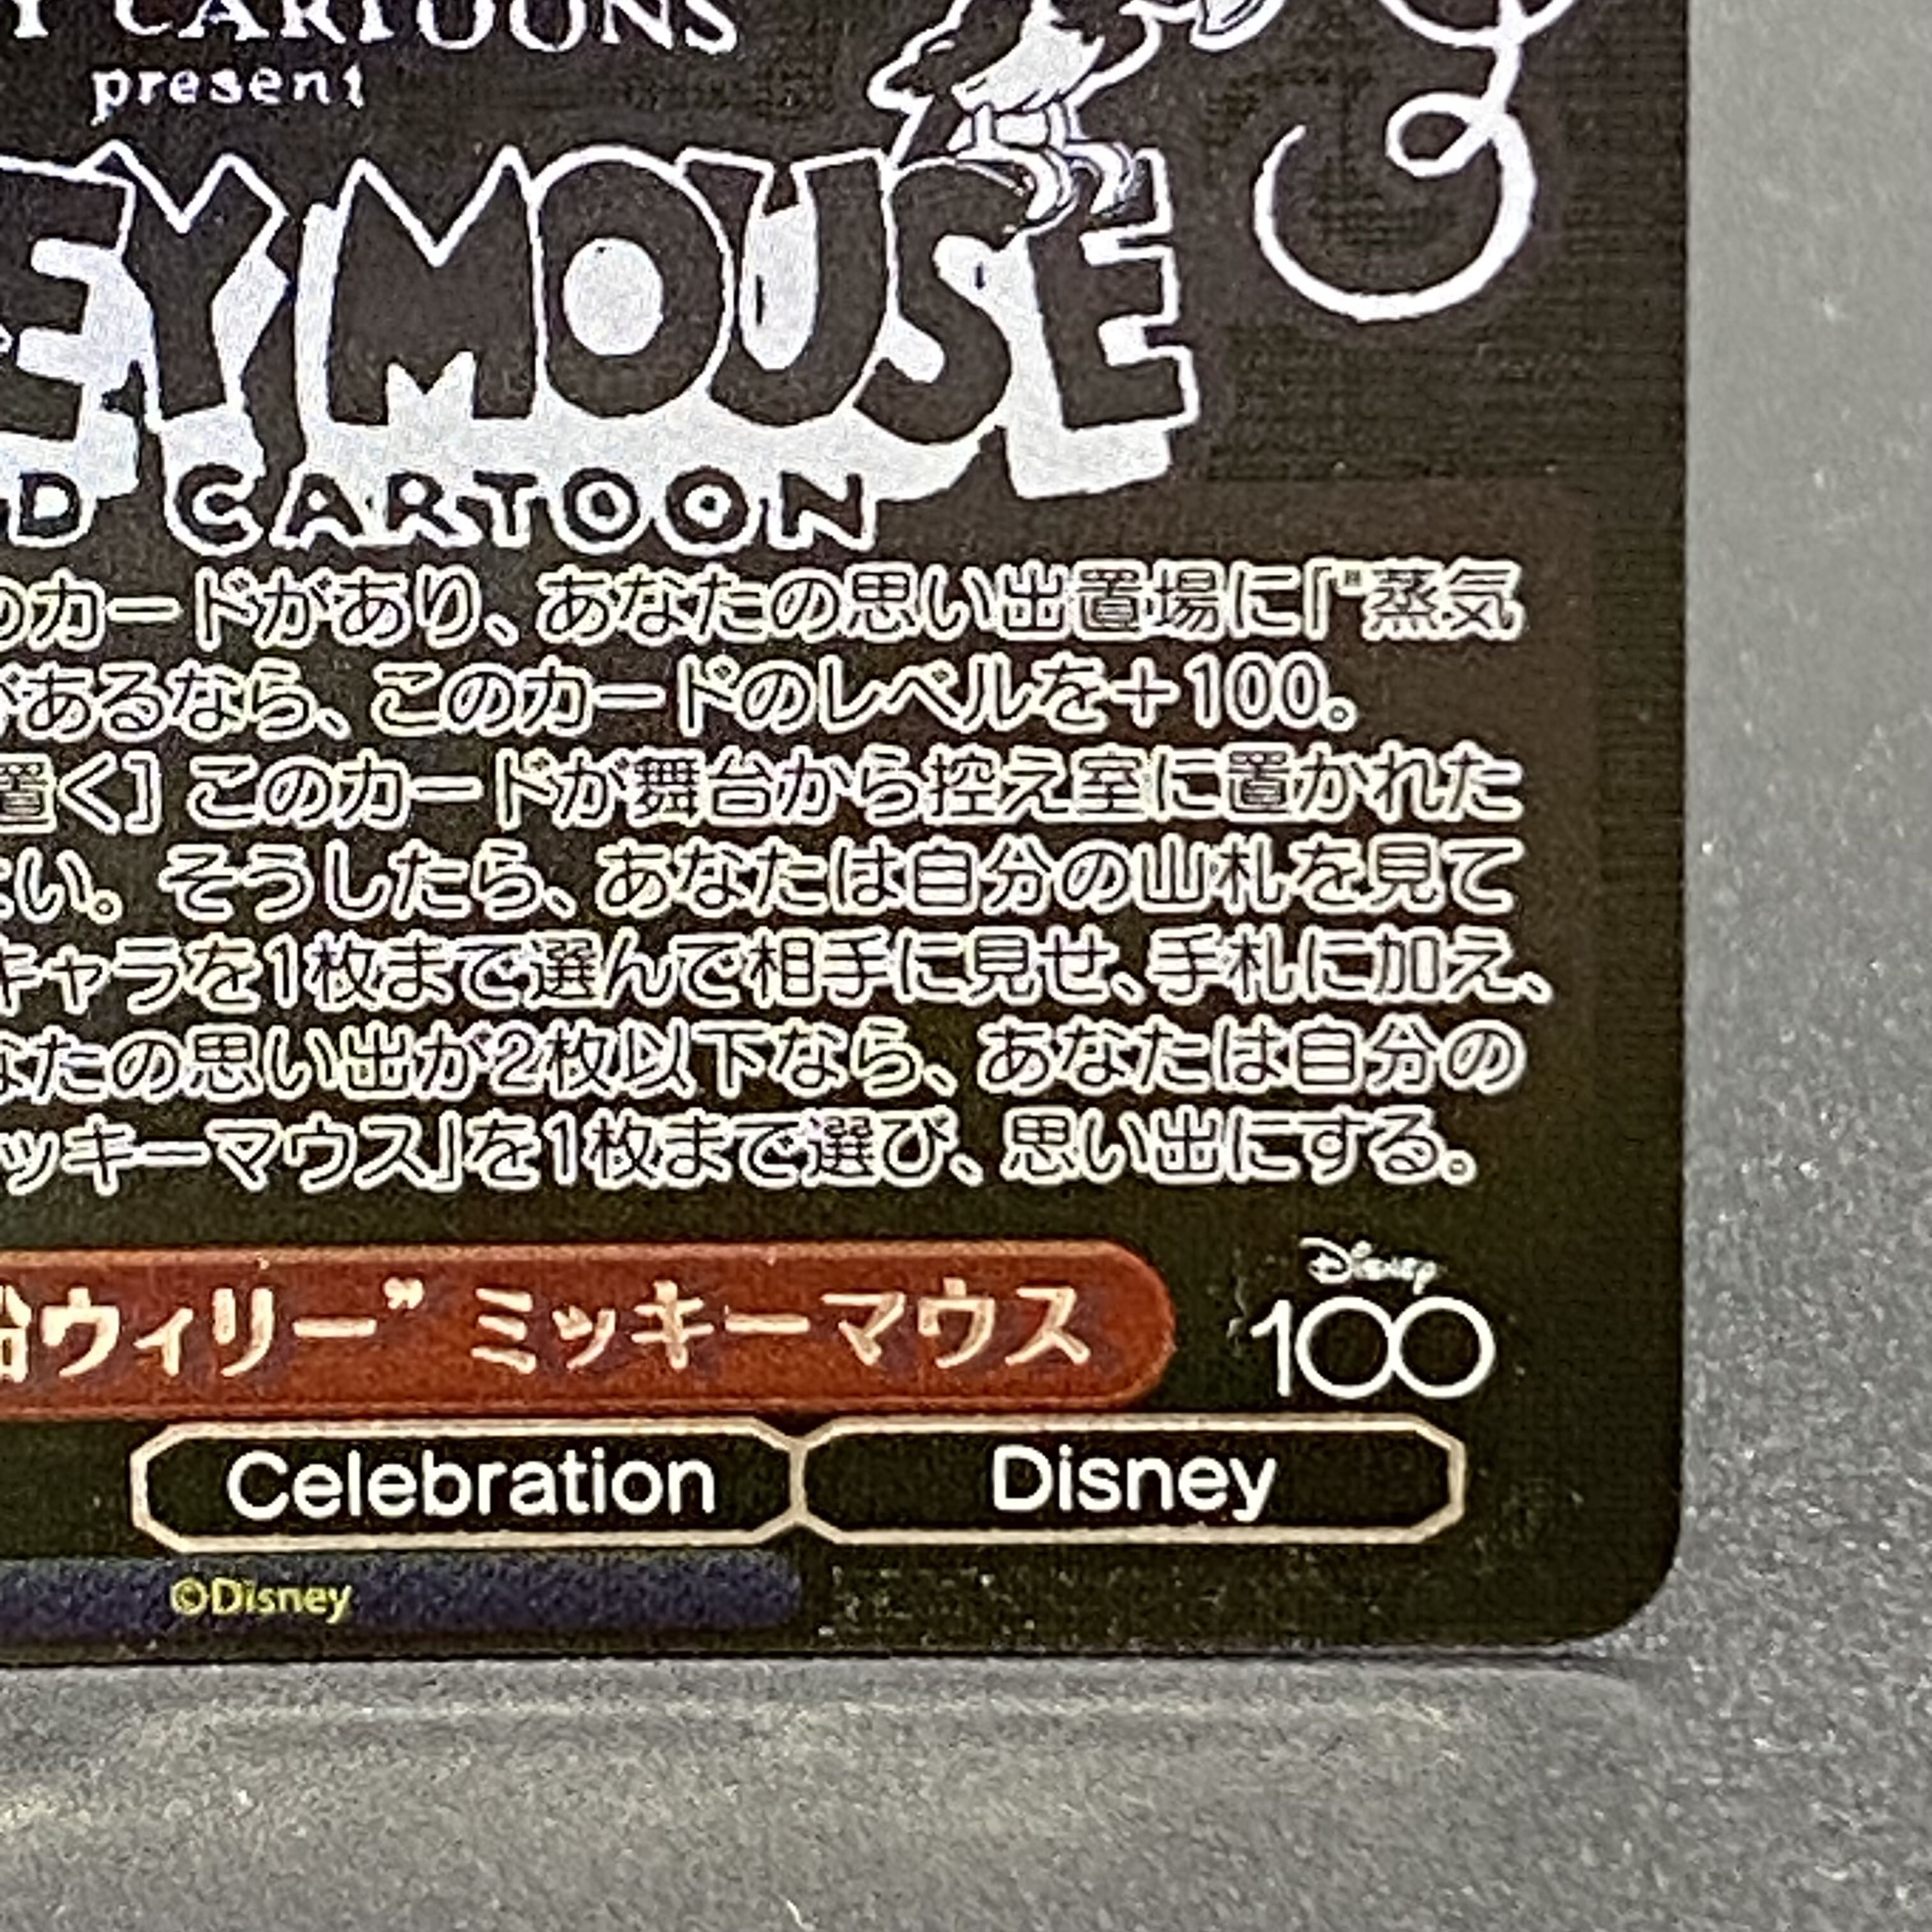 Y CARTOONS
present
EY MOUSE
D CARTOON
のカードがあり、あなたの思い出置場に「"蒸気
があるなら、このカードのレベルを＋100。
置く］このカードが舞台から控え室に置かれた
い。そうしたら、あなたは自分の山札を見て
キャラを1枚まで選んで相手に見せ、手札に加え、
なたの思い出が2枚以下なら、あなたは自分の
ッキーマウス」を1枚まで選び、思い出にする。
船ウィリー” ミッキーマウス
Disney
100
Celebration Disney
©Disney